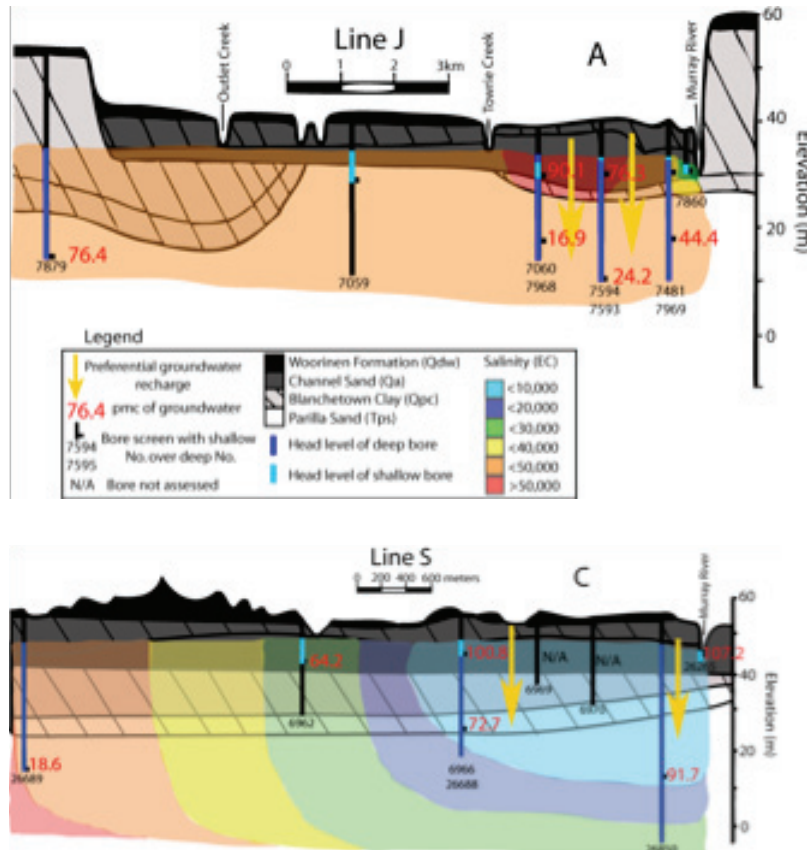 Line J
0 1 2 3km
A
Outlet Creek
Townie Creek
Murray River
60
40
20
0
Elevation (m)
90.1
76.4
16.9
24.2
44.4
7860
7879
7059
7060
7968
7594
7593
7481
7969
Legend
Preferential groundwater
recharge
76.4 pmc of groundwater
7594
7595
Bore screen with shallow
No. over deep No.
N/A Bore not assessed
Woorinen Formation (Qdw)
Channel Sand (Qa)
Blanchetown Clay (Qpc)
Parilla Sand (Tps)
Head level of deep bore
Head level of shallow bore
Salinity (EC)
<10,000
<20,000
<30,000
<40,000
<50,000
>50,000
Line S
0 200 400 600 meters
C
Murray River
60
40
20
0
Elevation (m)
64.2
100.8
N/A
N/A
107.2
6969
6970
6962
72.7
6966
26688
18.6
26689
91.7